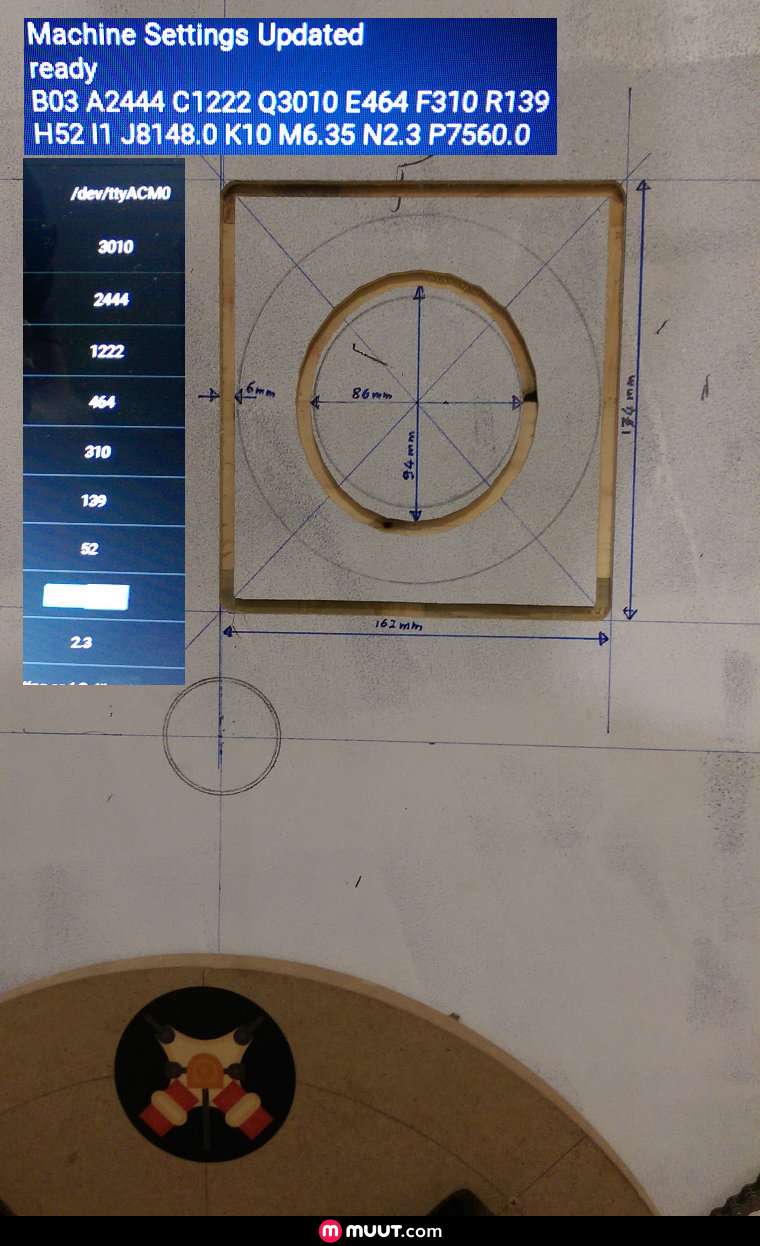 Machine Settings Updated
ready
B03 A2444 C1222 Q3010 E464 F310 R139
H52 I1 J8148.0 K10 M6.35 N2.3 P7560.0
/dev/ttyACM0
3010
2444
1222
464
310
139
52
2.3
6mm
86mm
94mm
174mm
162mm
MUUT.com